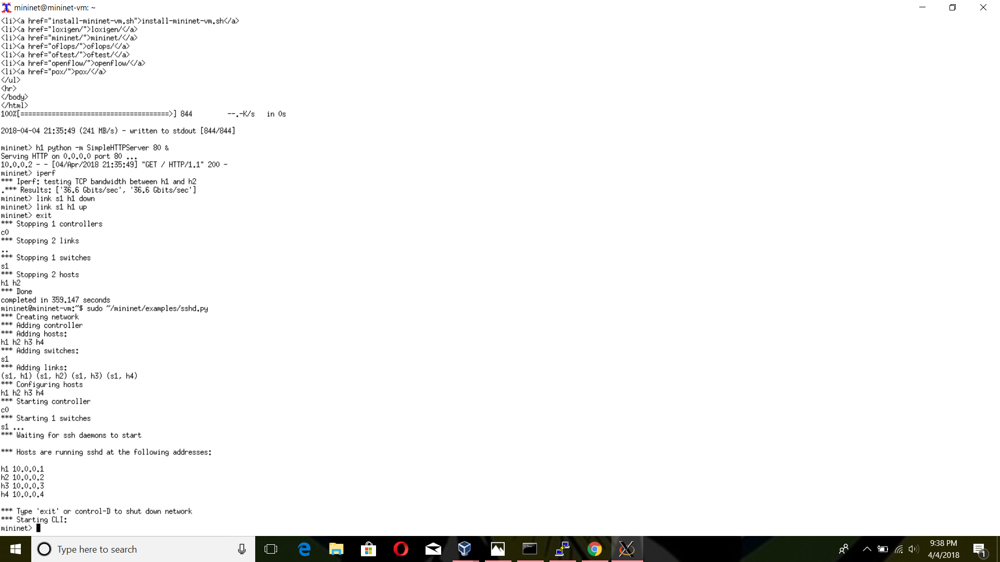 mininet@mininet-vm: ~
<li><a href="install-mininet-vm.sh">install-mininet-vm.sh</a>
<li><a href="loxigen/">loxigen/</a>
<li><a href="mininet/">mininet/</a>
<li><a href="oflops/">oflops/</a>
<li><a href="oftest/">oftest/</a>
<li><a href="openflow/">openflow/</a>
<li><a href="pox/">pox/</a>
</ul>
<hr>
</body>
</html>
100%[======================================>] 844         --.-K/s   in 0s
2018-04-04 21:35:49 (241 MB/s) - written to stdout [844/844]
mininet> h1 python -m SimpleHTTPServer 80 &
Serving HTTP on 0.0.0.0 port 80 ...
10.0.0.2 - - [04/Apr/2018 21:35:49] "GET / HTTP/1.1" 200 -
mininet> iperf
*** Iperf: testing TCP bandwidth between h1 and h2
.*** Results: ['36.6 Gbits/sec', '36.6 Gbits/sec']
mininet> link s1 h1 down
mininet> link s1 h1 up
mininet> exit
*** Stopping 1 controllers
c0
*** Stopping 2 links
..
*** Stopping 1 switches
s1
*** Stopping 2 hosts
h1 h2
*** Done
completed in 359.147 seconds
mininet@mininet-vm:~$ sudo ~/mininet/examples/sshd.py
*** Creating network
*** Adding controller
*** Adding hosts:
h1 h2 h3 h4
*** Adding switches:
s1
*** Adding links:
(s1, h1) (s1, h2) (s1, h3) (s1, h4)
*** Configuring hosts
h1 h2 h3 h4
*** Starting controller
c0
*** Starting 1 switches
s1 ...
*** Waiting for ssh daemons to start
*** Hosts are running sshd at the following addresses:
h1 10.0.0.1
h2 10.0.0.2
h3 10.0.0.3
h4 10.0.0.4
*** Type 'exit' or control-D to shut down network
*** Starting CLI:
mininet>
Type here to search
9:38 PM
4/4/2018
1